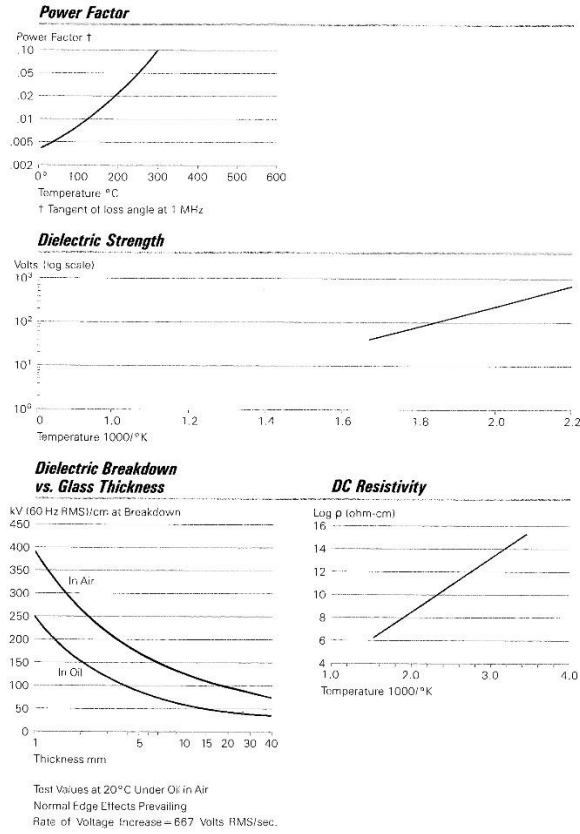 Power Factor
Power Factor †
.10
.05
.02
.01
.005
.002
0° 100 200 300 400 500 600
Temperature °C
† Tangent of loss angle at 1 MHz
Dielectric Strength
Volts (log scale)
10³
10²
10¹
10⁰
0 1.0 1.2 1.4 1.6 1.8 2.0 2.2
Temperature 1000/°K
Dielectric Breakdown
vs. Glass Thickness
kV (60 Hz RMS)/cm at Breakdown
450
400
350
300
250
200
150
100
50
0
In Air
In Oil
1 5 10 15 20 30 40
Thickness mm
Test Values at 20°C Under Oil in Air
Normal Edge Effects Prevailing
Rate of Voltage Increase = 667 Volts RMS/sec.
DC Resistivity
Log ρ (ohm-cm)
16
14
12
10
8
6
4
1.0 2.0 3.0 4.0
Temperature 1000/°K